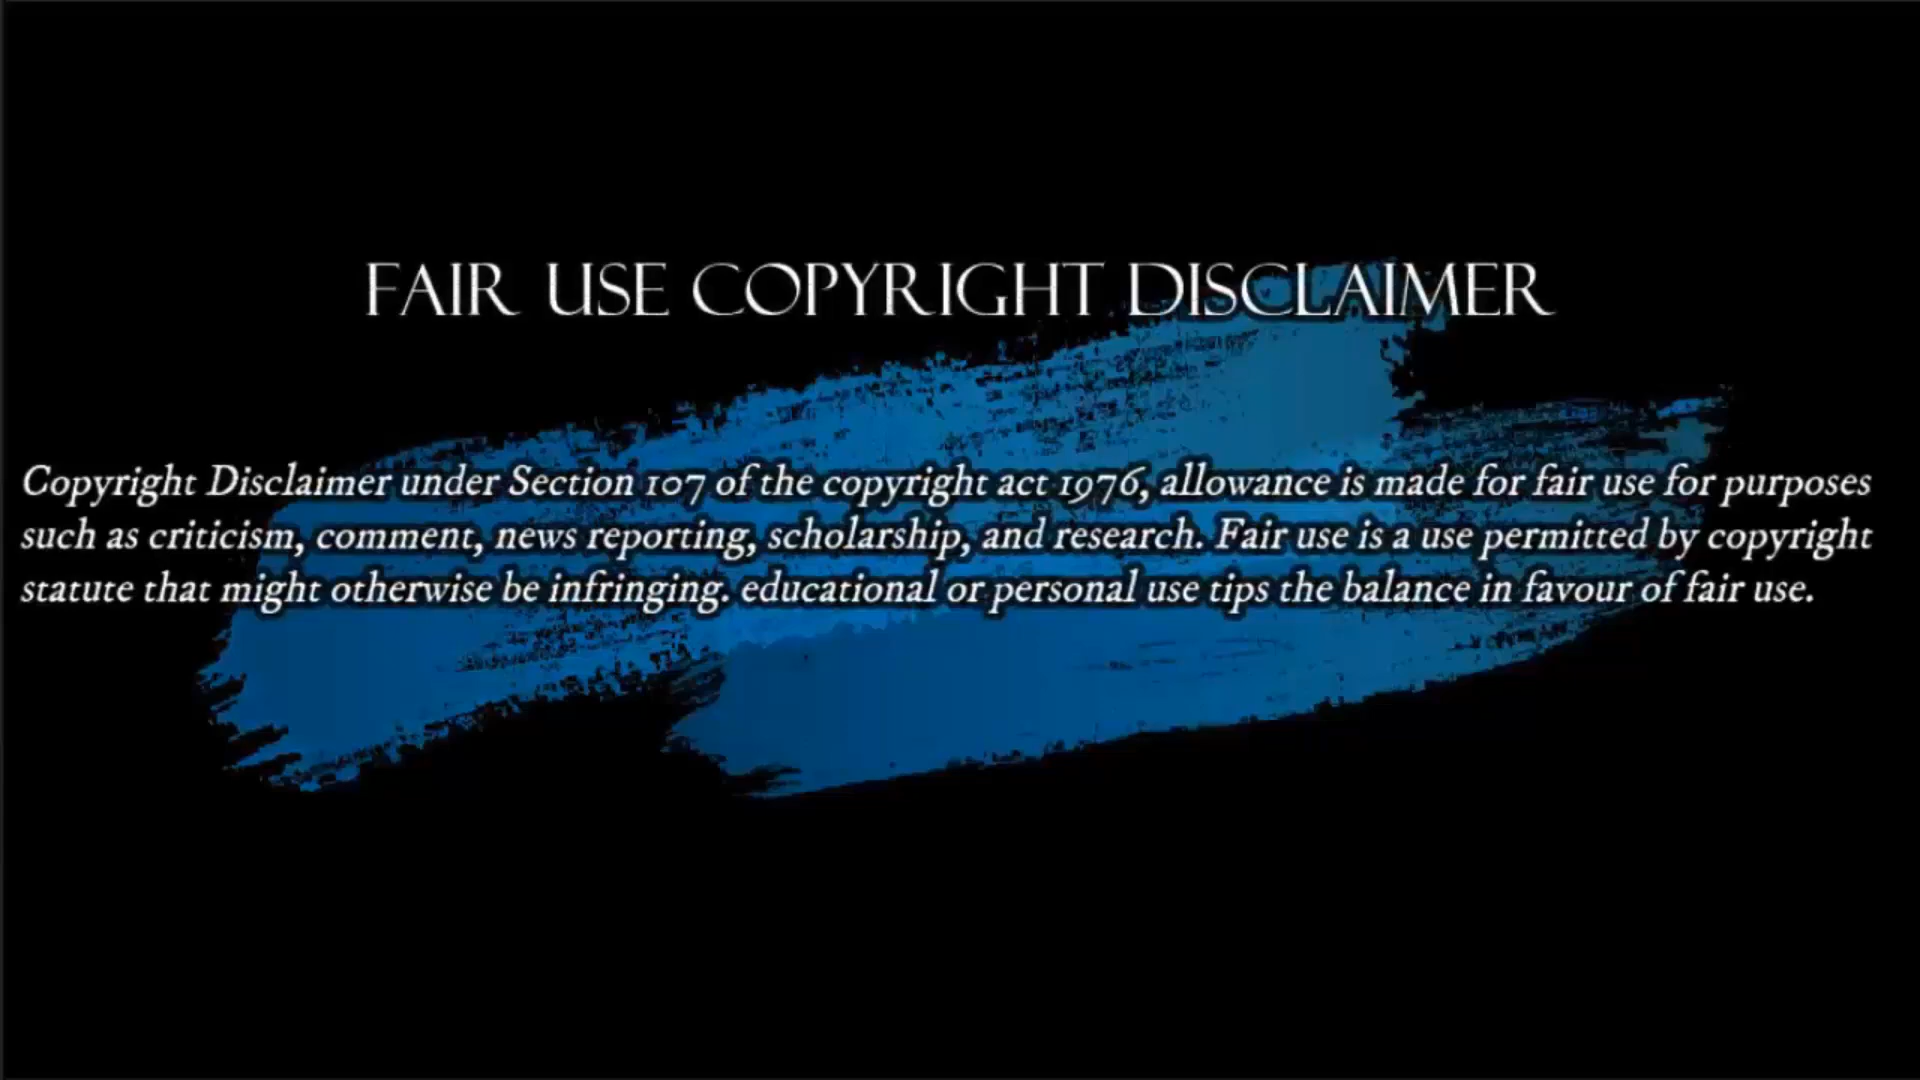 FAIR USE COPYRIGHT DISCLAIMER
Copyright Disclaimer under Section 107 of the copyright act 1976, allowance is made for fair use for purposes
such as criticism, comment, news reporting, scholarship, and research. Fair use is a use permitted by copyright
statute that might otherwise be infringing. educational or personal use tips the balance in favour of fair use.